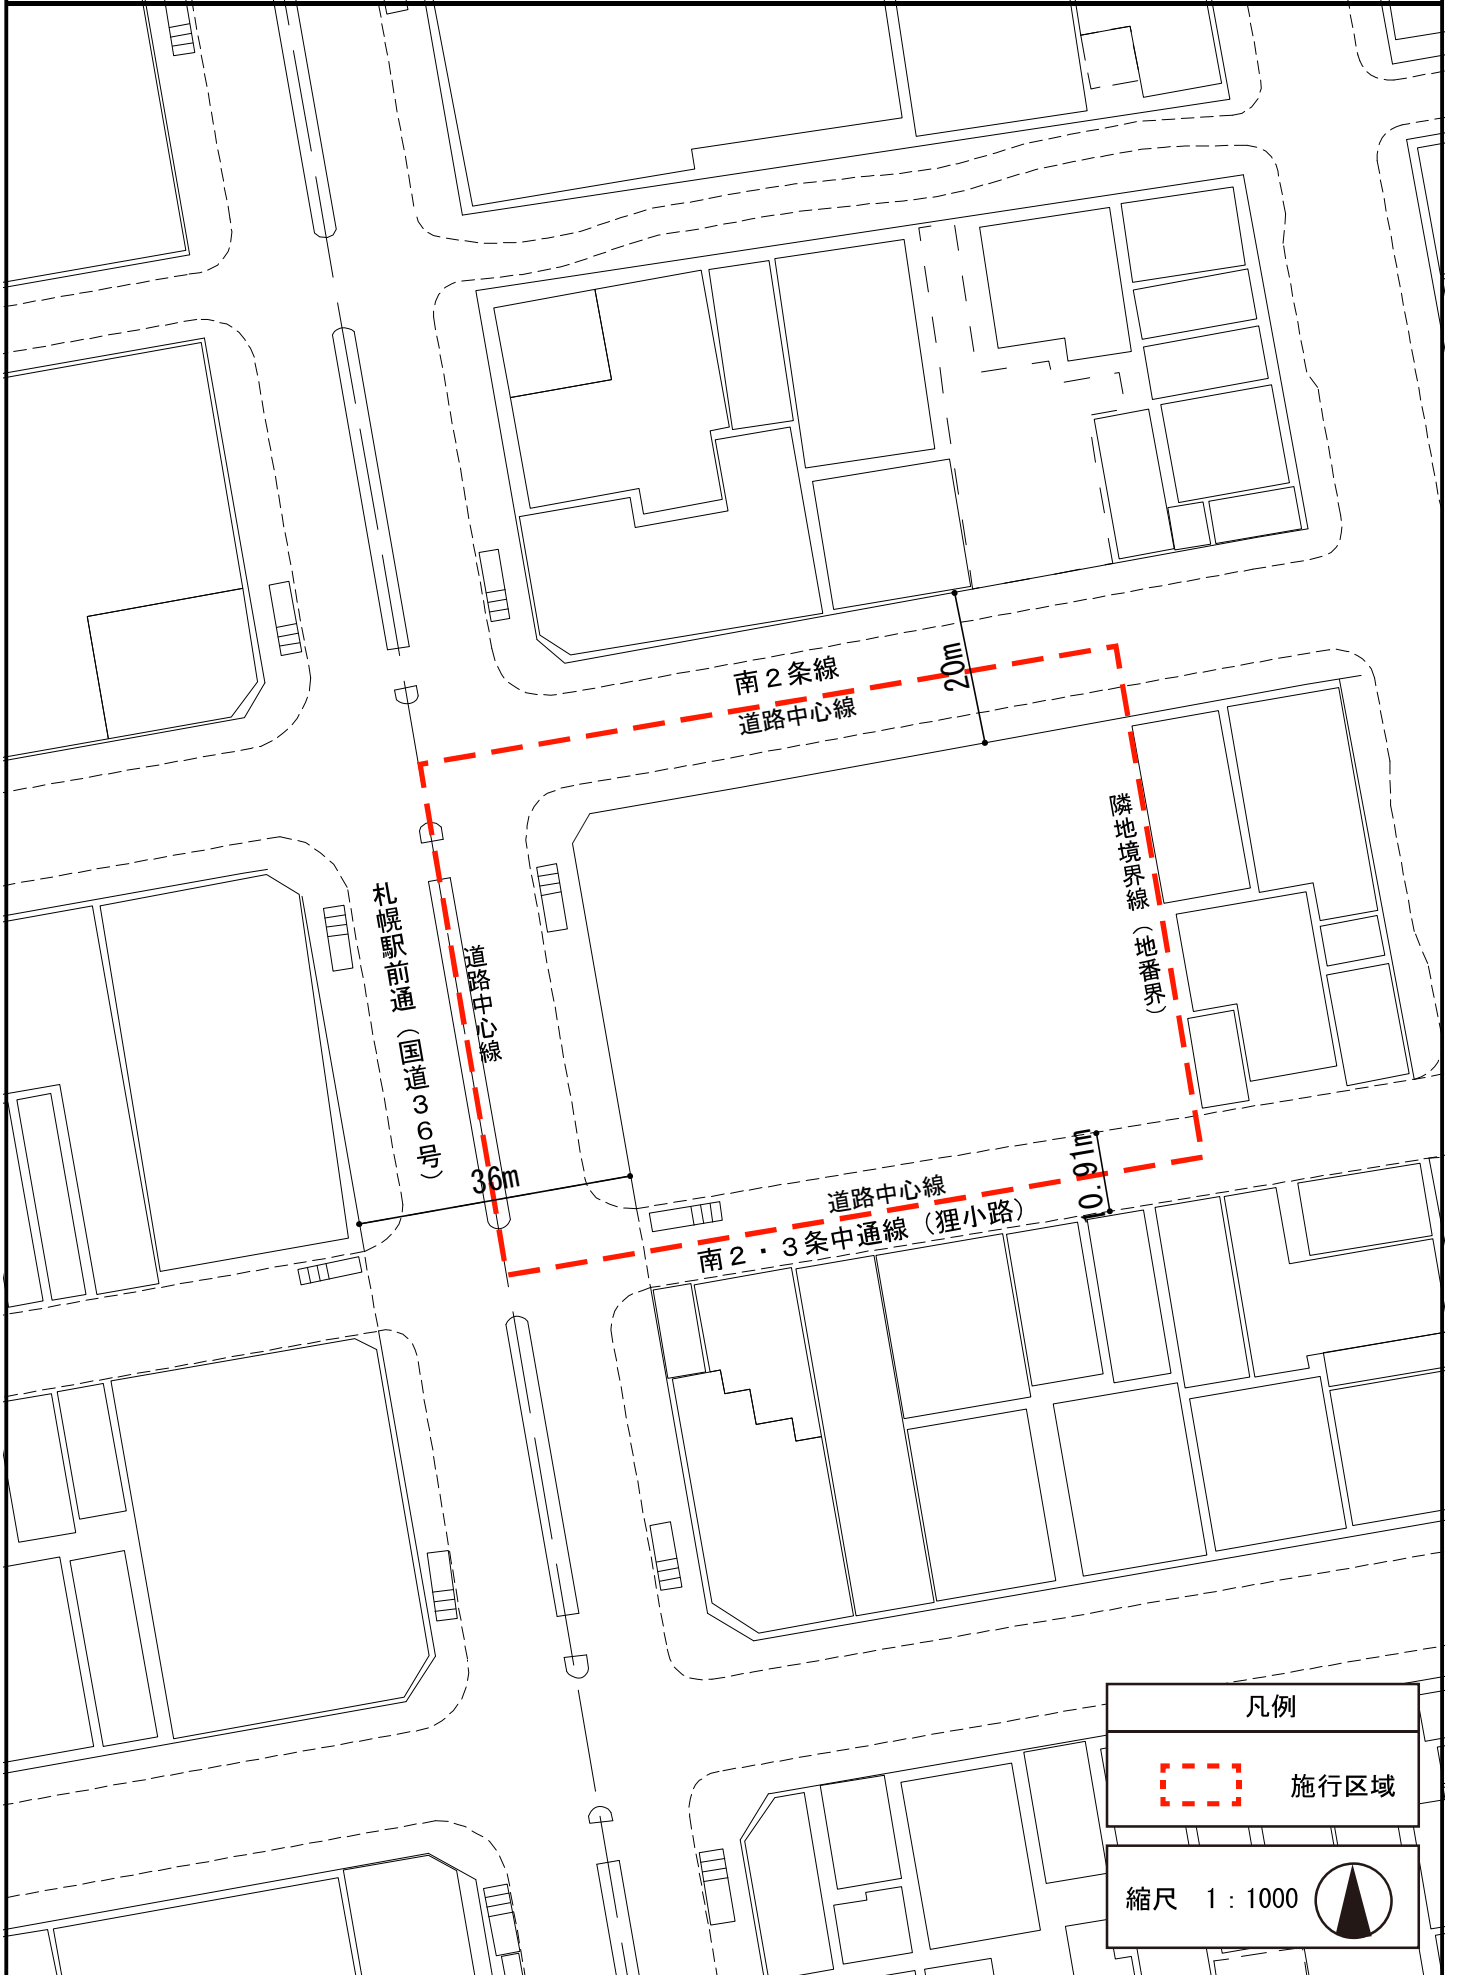 南２条線
20m
道路中心線
隣地境界線（地番界）
札幌駅前通（国道３６号）
道路中心線
36m
10.91m
道路中心線
南２・３条中通線（狸小路）
凡例
施行区域
縮尺　1：1000